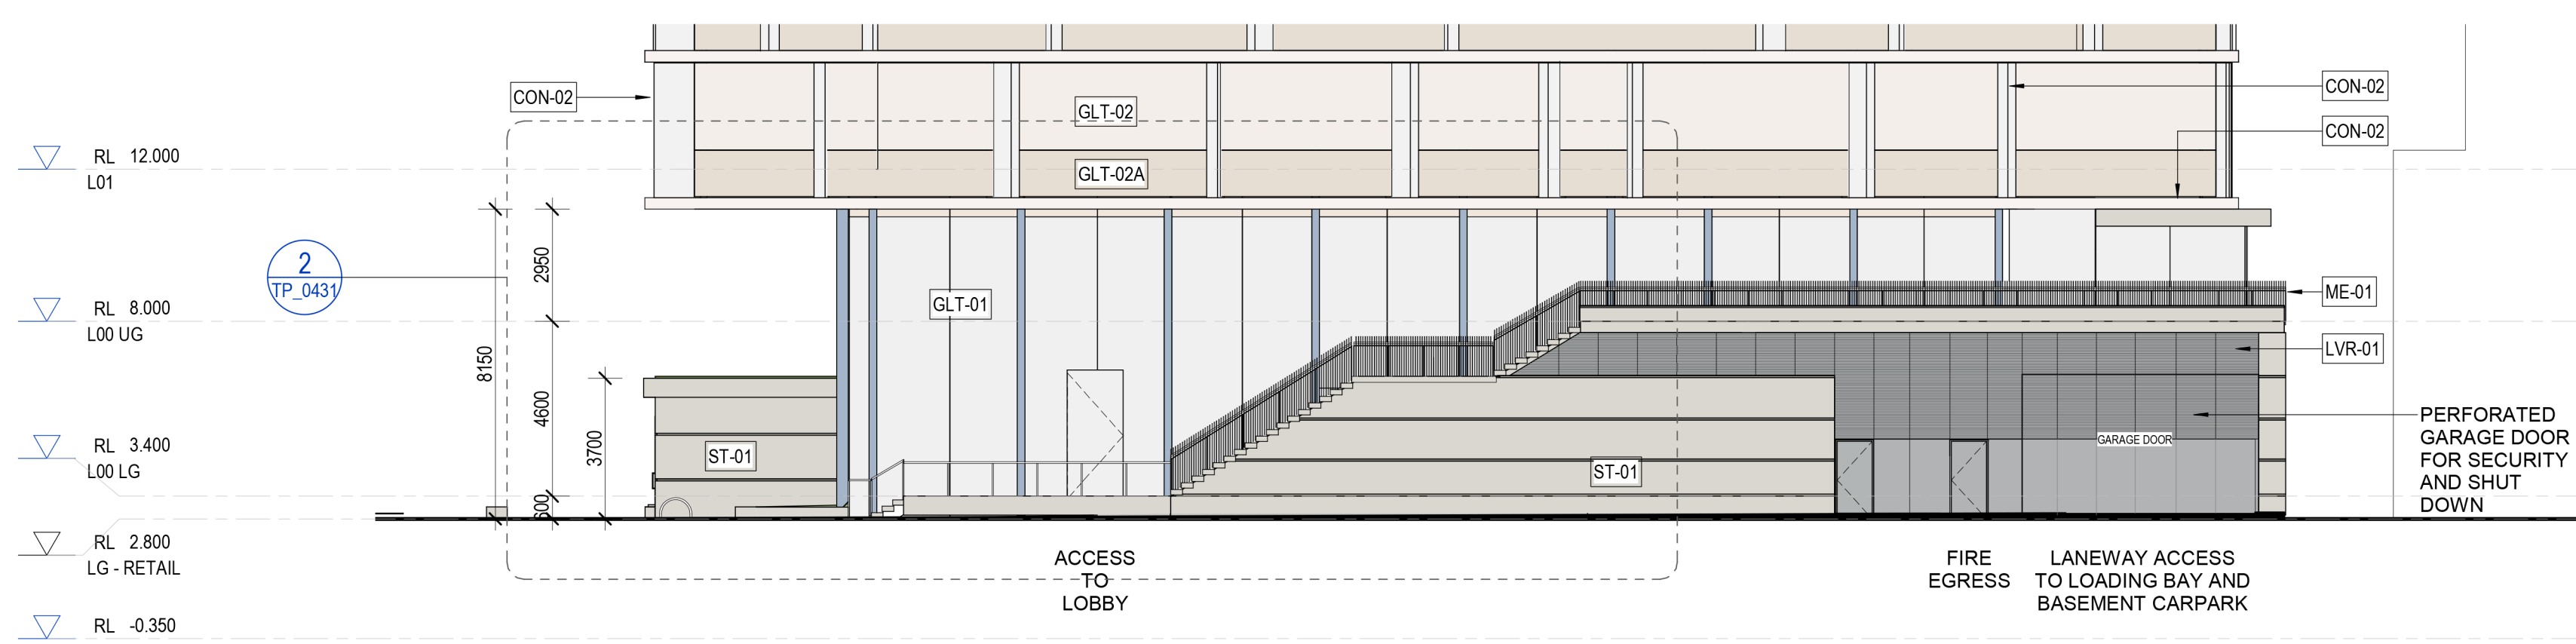 CON-02
GLT-02
CON-02
CON-02
RL 12.000
L01
GLT-02A
2
TP_0431
2950
GLT-01
ME-01
RL 8.000
L00 UG
8150
4600
3700
LVR-01
RL 3.400
L00 LG
ST-01
ST-01
GARAGE DOOR
PERFORATED
GARAGE DOOR
FOR SECURITY
AND SHUT
DOWN
600
RL 2.800
LG - RETAIL
ACCESS
TO
LOBBY
FIRE
EGRESS
LANEWAY ACCESS
TO LOADING BAY AND
BASEMENT CARPARK
RL -0.350